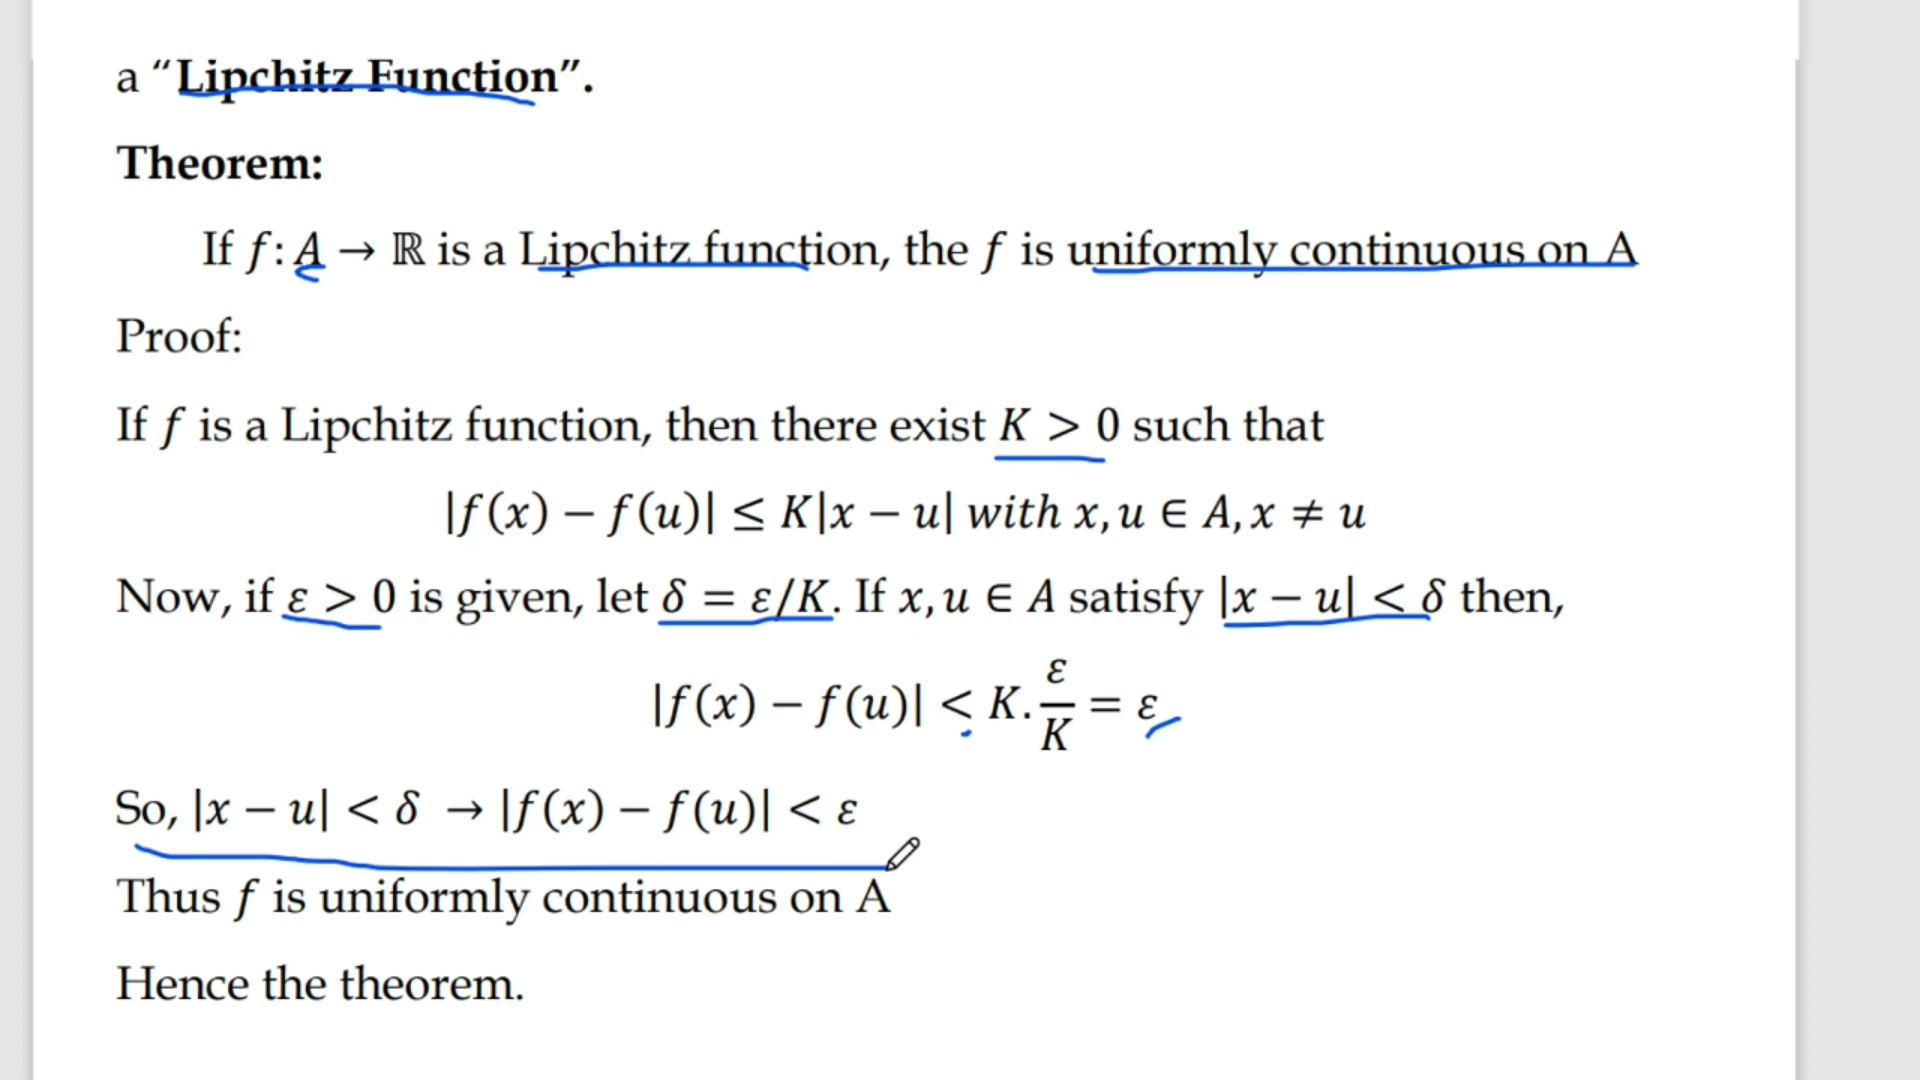 a “Lipchitz Function”.
Theorem:
If f: A → ℝ is a Lipchitz function, the f is uniformly continuous on A
Proof:
If f is a Lipchitz function, then there exist K > 0 such that
|f(x) − f(u)| ≤ K|x − u| with x, u ∈ A, x ≠ u
Now, if ε > 0 is given, let δ = ε/K. If x, u ∈ A satisfy |x − u| < δ then,
|f(x) − f(u)| < K. ε/K = ε
So, |x − u| < δ → |f(x) − f(u)| < ε
Thus f is uniformly continuous on A
Hence the theorem.